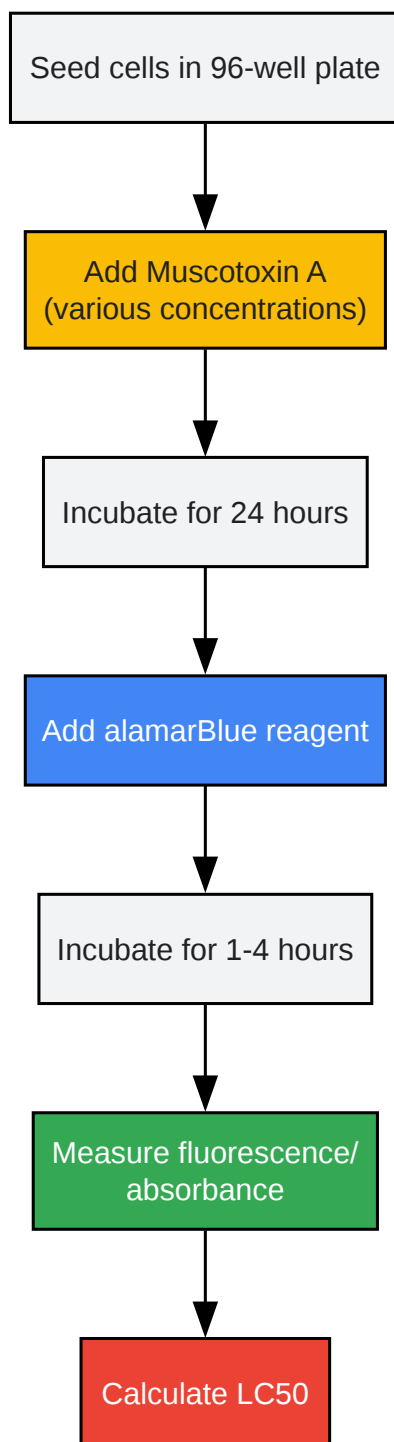 Seed cells in 96-well plate
Add Muscotoxin A
(various concentrations)
Incubate for 24 hours
Add alamarBlue reagent
Incubate for 1-4 hours
Measure fluorescence/
absorbance
Calculate LC50